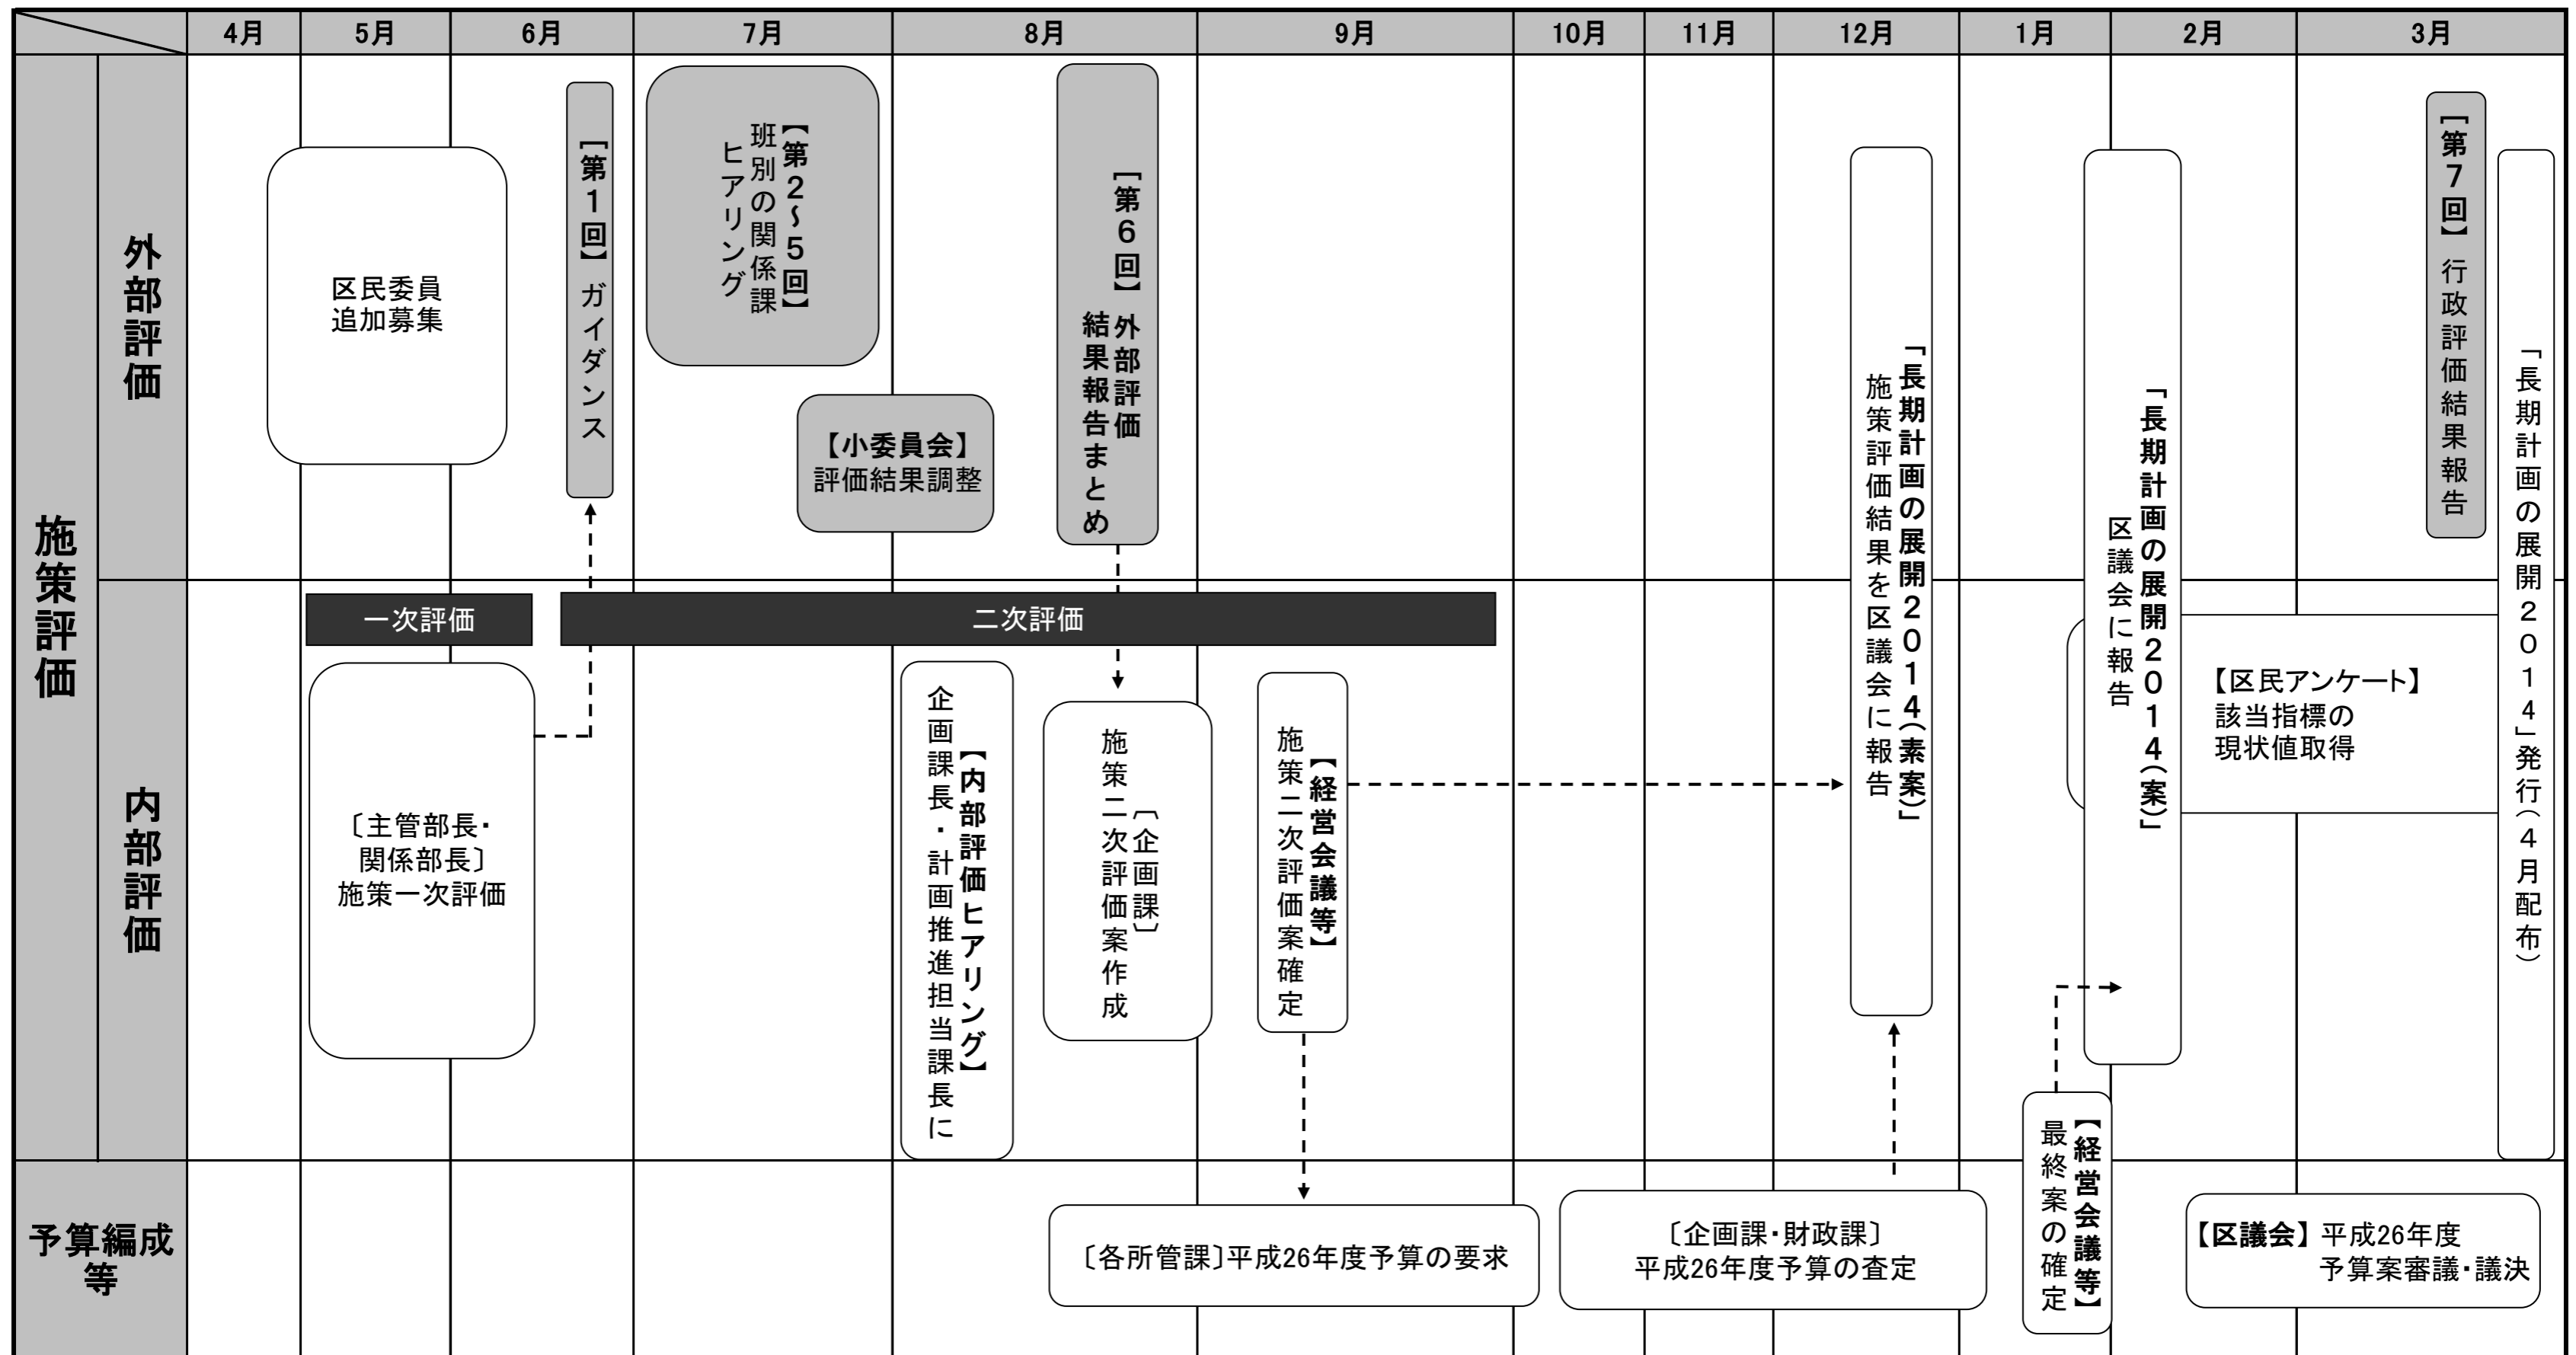 4月
5月
6月
7月
8月
9月
10月
11月
12月
1月
2月
3月
施策評価
外部評価
区民委員
追加募集
【第1回】ガイダンス
【第2～5回】
班別の関係課
ヒアリング
【小委員会】
評価結果調整
【第6回】外部評価
結果報告まとめ
「長期計画の展開2014(素案)」
施策評価結果を区議会に報告
「長期計画の展開2014(案)」
区議会に報告
【第7回】行政評価結果報告
「長期計画の展開2014」発行(4月配布)
内部評価
一次評価
二次評価
〔主管部長・
関係部長〕
施策一次評価
【内部評価ヒアリング】
企画課長・計画推進担当課長に
〔企画課〕
施策二次評価案作成
【経営会議等】
施策二次評価案確定
【区民アンケート】
該当指標の
現状値取得
予算編成
等
〔各所管課〕平成26年度予算の要求
〔企画課・財政課〕
平成26年度予算の査定
【経営会議等】
最終案の確定
【区議会】平成26年度
予算案審議・議決